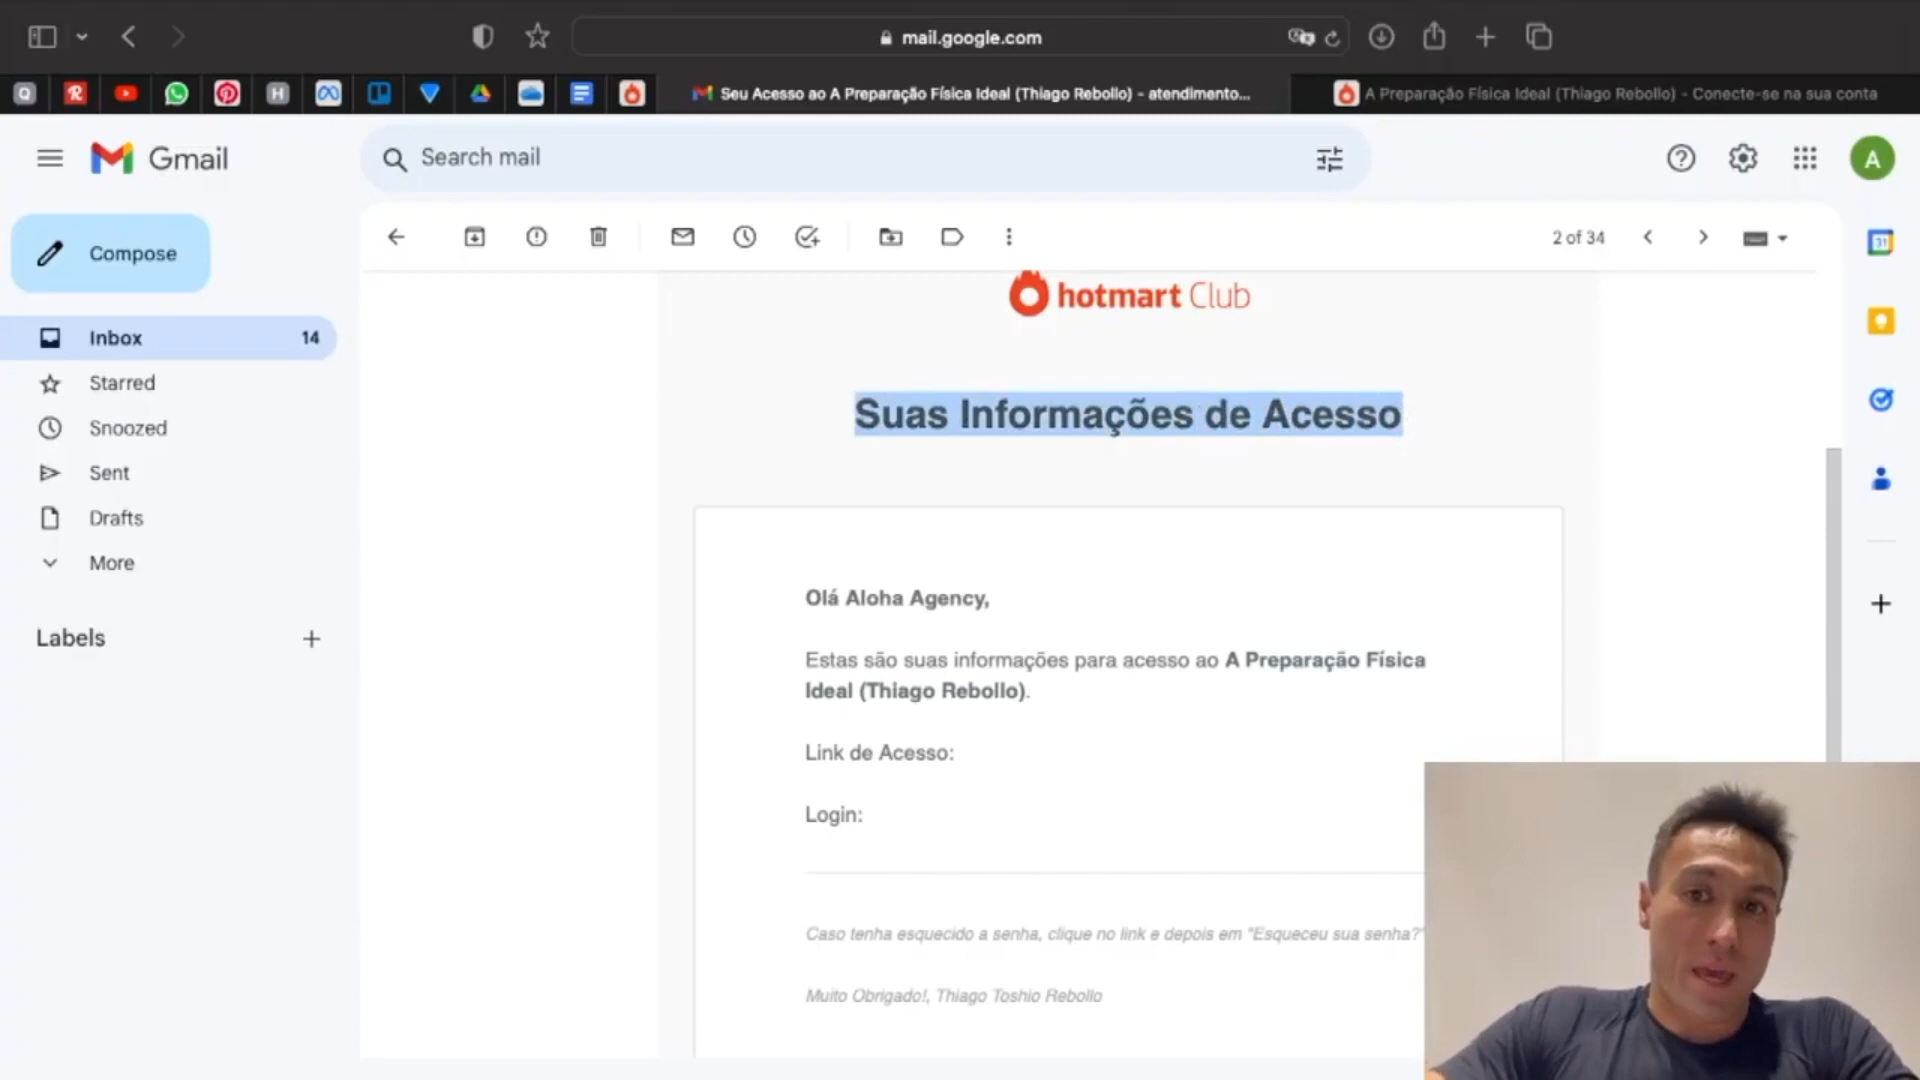 mail.google.com
Seu Acesso ao A Preparação Física Ideal (Thiago Rebollo) - atendimento...
A Preparação Física Ideal (Thiago Rebollo) - Conecte-se na sua conta
Gmail
Search mail
A
Compose
2 of 34
Inbox 14
Starred
Snoozed
Sent
Drafts
More
Labels
31
hotmart Club
Suas Informações de Acesso
Olá Aloha Agency,
Estas são suas informações para acesso ao A Preparação Física
Ideal (Thiago Rebollo).
Link de Acesso:
Login:
Caso tenha esquecido a senha, clique no link e depois em "Esqueceu sua senha?"
Muito Obrigado!, Thiago Toshio Rebollo